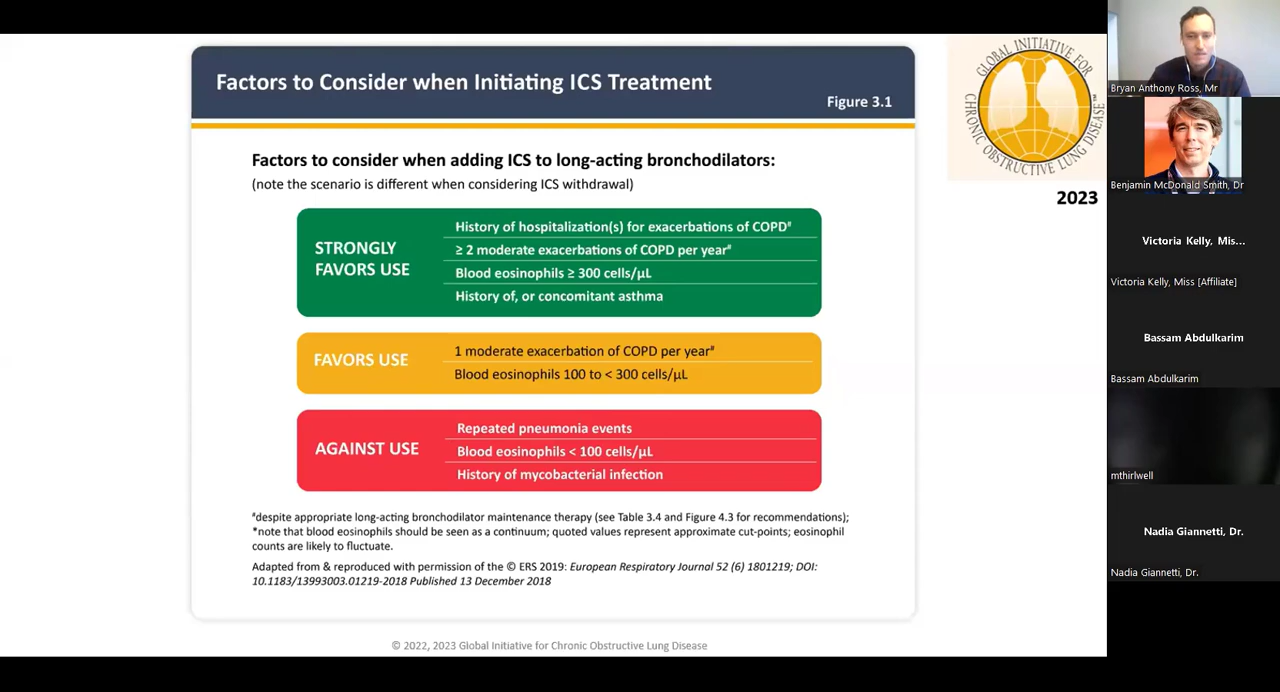 Factors to Consider when Initiating ICS Treatment
Figure 3.1
Factors to consider when adding ICS to long-acting bronchodilators:
(note the scenario is different when considering ICS withdrawal)
STRONGLY
FAVORS USE
History of hospitalization(s) for exacerbations of COPD#
≥ 2 moderate exacerbations of COPD per year#
Blood eosinophils ≥ 300 cells/µL
History of, or concomitant asthma
FAVORS USE
1 moderate exacerbation of COPD per year#
Blood eosinophils 100 to < 300 cells/µL
AGAINST USE
Repeated pneumonia events
Blood eosinophils < 100 cells/µL
History of mycobacterial infection
#despite appropriate long-acting bronchodilator maintenance therapy (see Table 3.4 and Figure 4.3 for recommendations);
*note that blood eosinophils should be seen as a continuum; quoted values represent approximate cut-points; eosinophil
counts are likely to fluctuate.
Adapted from & reproduced with permission of the © ERS 2019: European Respiratory Journal 52 (6) 1801219; DOI:
10.1183/13993003.01219-2018 Published 13 December 2018
© 2022, 2023 Global Initiative for Chronic Obstructive Lung Disease
GLOBAL INITIATIVE FOR
CHRONIC OBSTRUCTIVE LUNG DISEASE™
2023
Bryan Anthony Ross, Mr
Benjamin McDonald Smith, Dr
Victoria Kelly, Mis...
Victoria Kelly, Miss [Affiliate]
Bassam Abdulkarim
Bassam Abdulkarim
mthirlwell
Nadia Giannetti, Dr.
Nadia Giannetti, Dr.